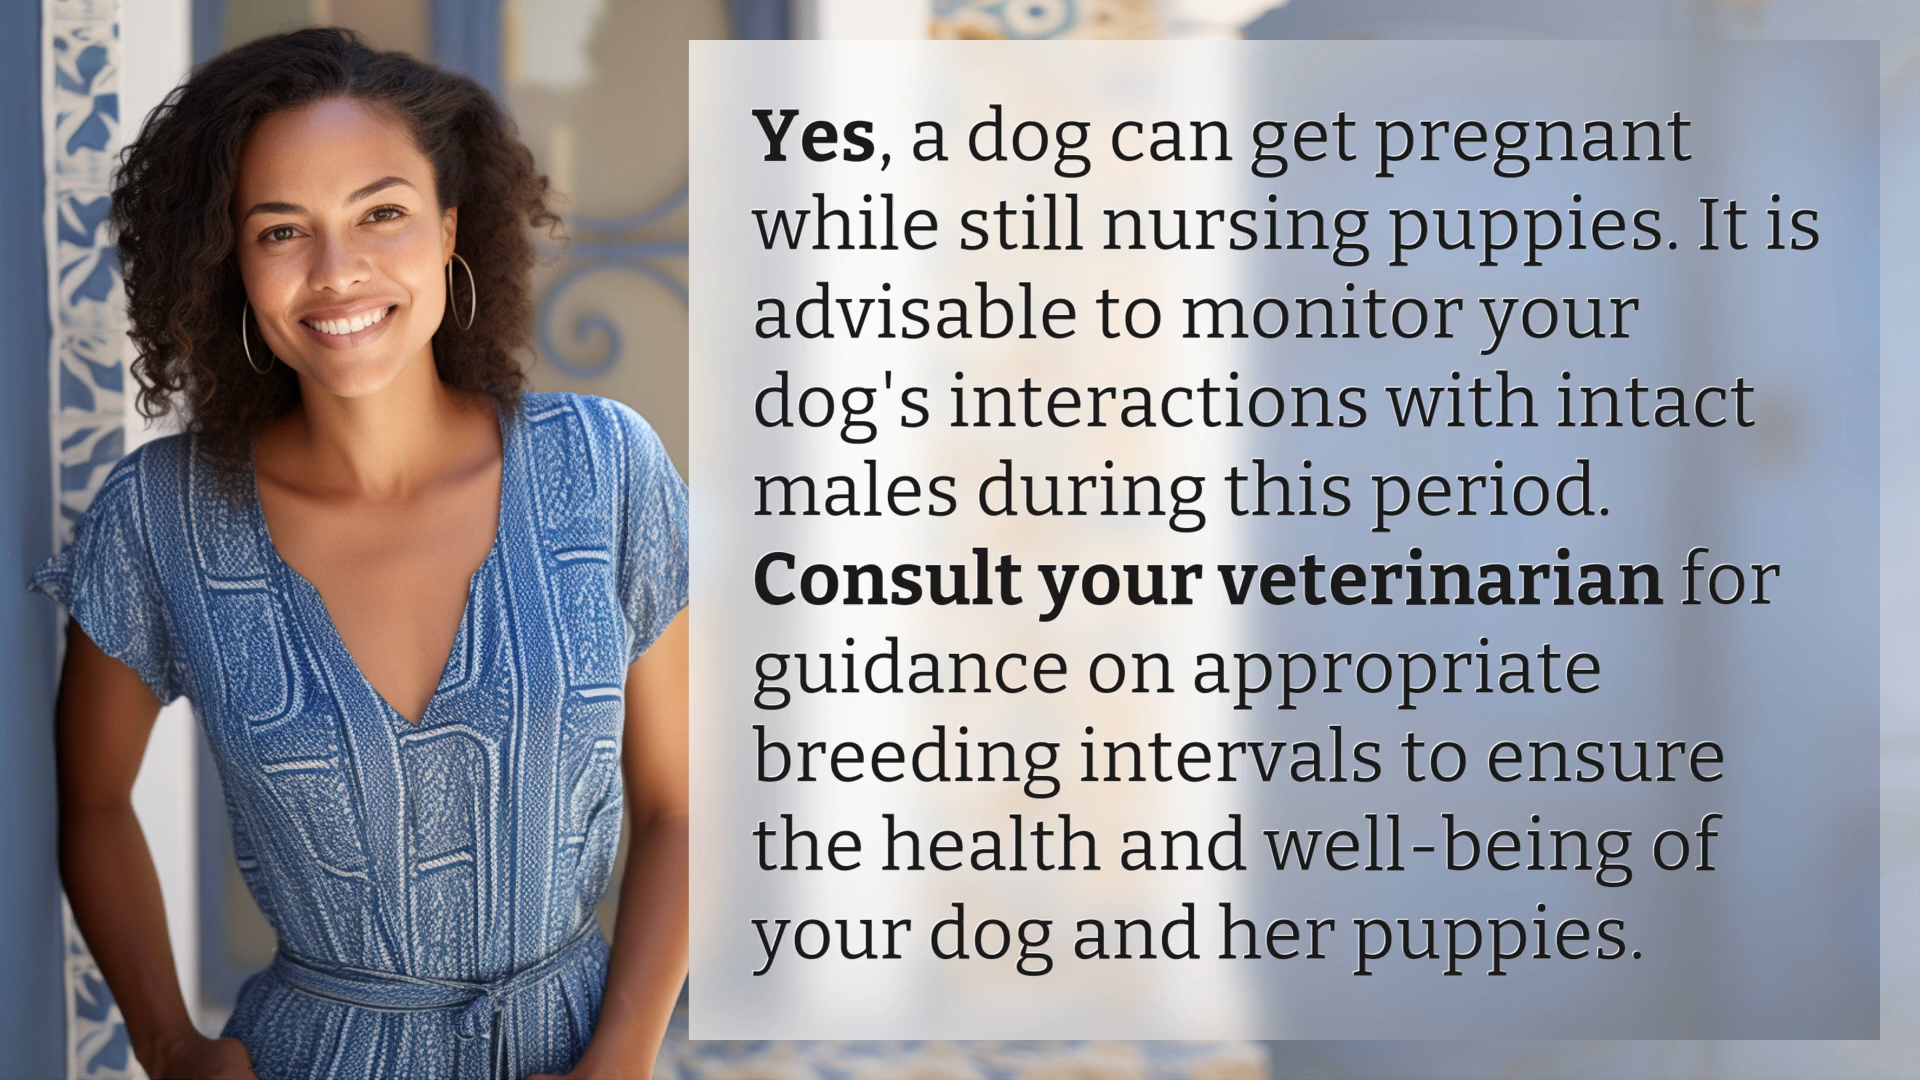 Yes, a dog can get pregnant
while still nursing puppies. It is
advisable to monitor your
dog's interactions with intact
males during this period.
Consult your veterinarian for
guidance on appropriate
breeding intervals to ensure
the health and well-being of
your dog and her puppies.